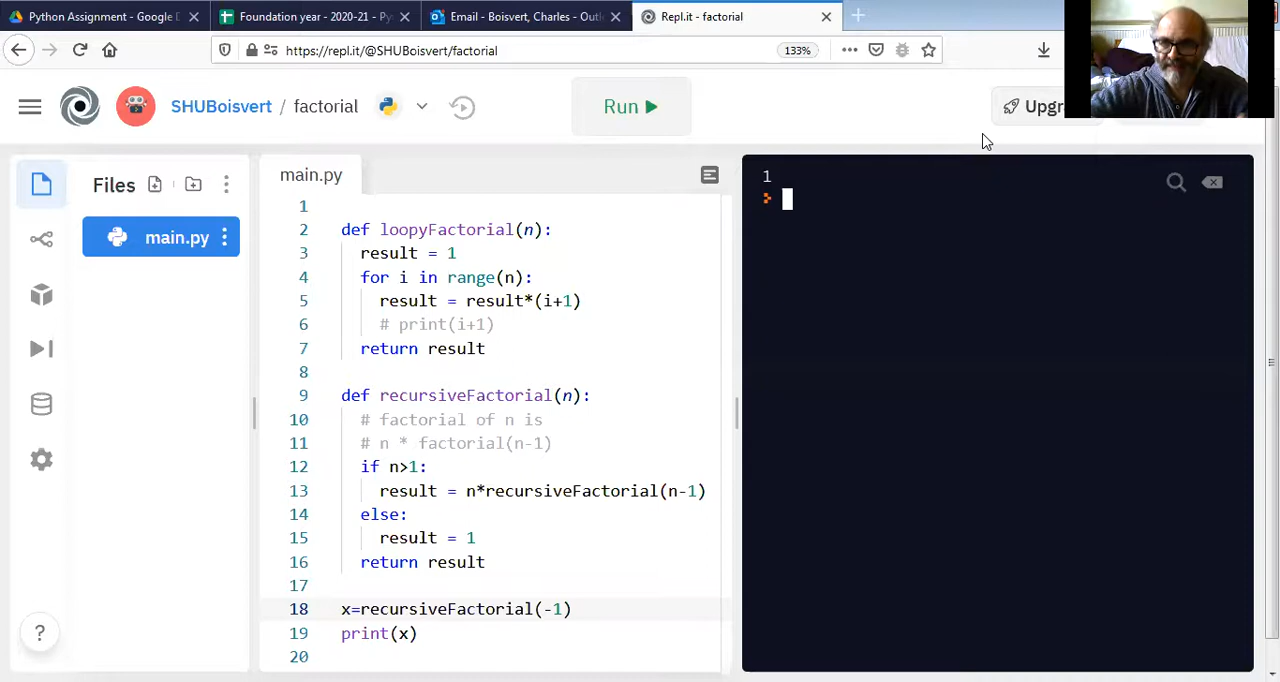 Python Assignment - Google D
Foundation year - 2020-21 - Py
Email - Boisvert, Charles - Outl
Repl.it - factorial
https://repl.it/@SHUBoisvert/factorial
133%
SHUBoisvert / factorial
Run
Upgr
Files
main.py
main.py
1
2 def loopyFactorial(n):
3 result = 1
4 for i in range(n):
5 result = result*(i+1)
6 # print(i+1)
7 return result
8
9 def recursiveFactorial(n):
10 # factorial of n is
11 # n * factorial(n-1)
12 if n>1:
13 result = n*recursiveFactorial(n-1)
14 else:
15 result = 1
16 return result
17
18 x=recursiveFactorial(-1)
19 print(x)
20
1
?